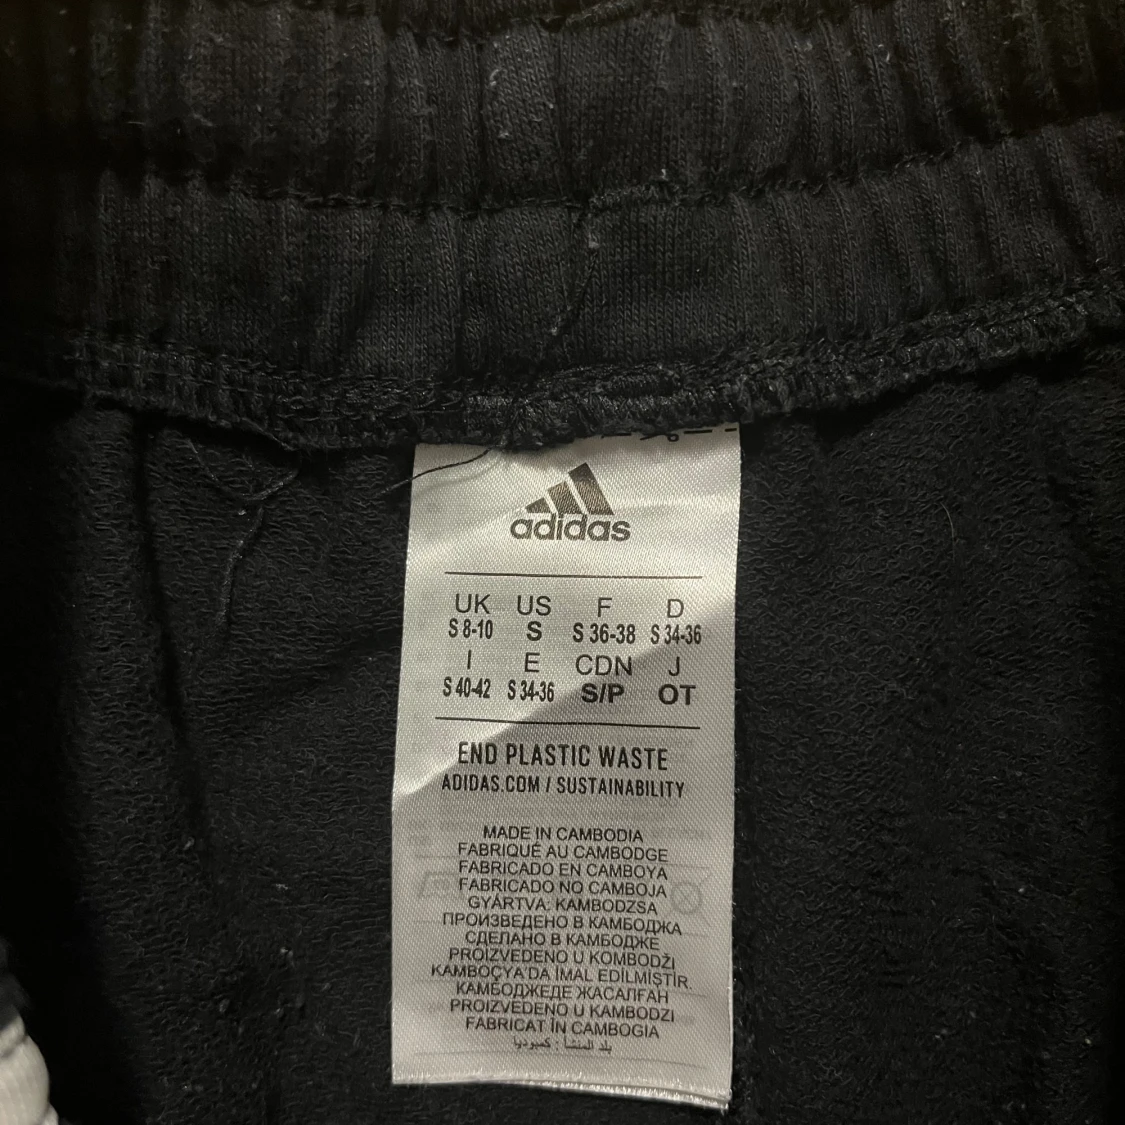 adidas
UK US F D
S 8-10 S S 36-38 S 34-36
I E CDN J
S 40-42 S 34-36 S/P OT
END PLASTIC WASTE
ADIDAS.COM / SUSTAINABILITY
MADE IN CAMBODIA
FABRIQUÉ AU CAMBODGE
FABRICADO EN CAMBOYA
FABRICADO NO CAMBOJA
GYÁRTVA: KAMBODZSA
ПРОИЗВЕДЕНО В КАМБОДЖА
СДЕЛАНО В КАМБОДЖЕ
PROIZVEDENO U KOMBODŽI
KAMBOÇYA'DA İMAL EDİLMİŞTİR.
КАМБОДЖЕДЕ ЖАСАЛҒАН
PROIZVEDENO U KAMBODZI
FABRICAT ÎN CAMBOGIA
بلد المنشأ : كمبوديا